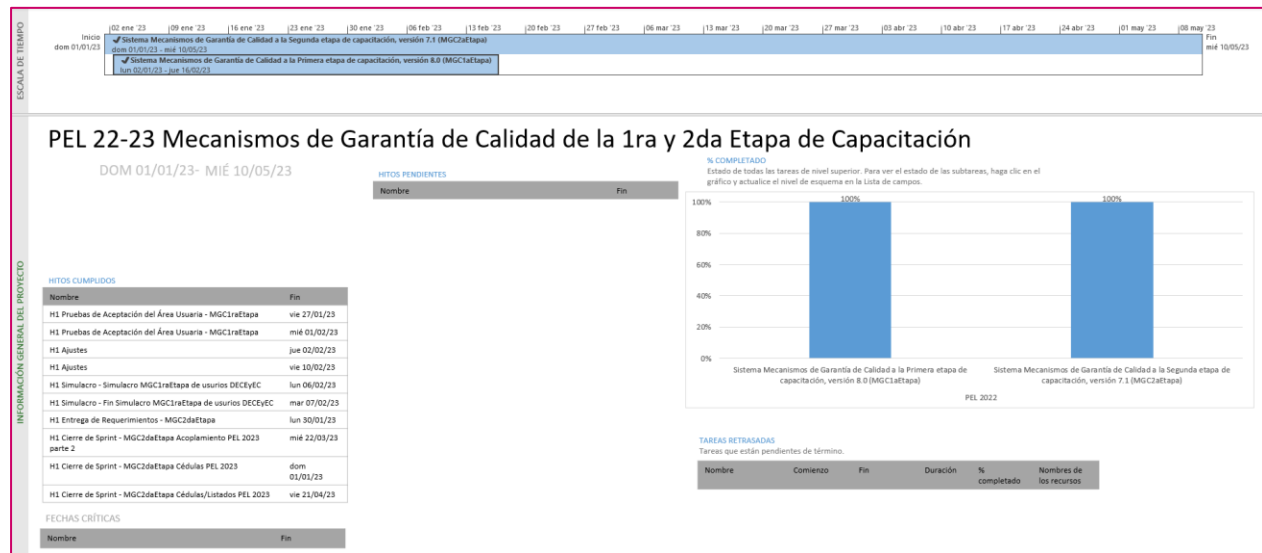 ESCALA DE TIEMPO
Inicio
dom 01/01/23
02 ene '23 09 ene '23 16 ene '23 23 ene '23 30 ene '23 06 feb '23 13 feb '23 20 feb '23 27 feb '23 06 mar '23 13 mar '23 20 mar '23 27 mar '23 03 abr '23 10 abr '23 17 abr '23 24 abr '23 01 may '23 08 may '23
Sistema Mecanismos de Garantía de Calidad a la Segunda etapa de capacitación, versión 7.1 (MGC2aEtapa)
dom 01/01/23 - mié 10/05/23
Sistema Mecanismos de Garantía de Calidad a la Primera etapa de capacitación, versión 8.0 (MGC1aEtapa)
lun 02/01/23 - jue 16/02/23
Fin
mié 10/05/23
INFORMACIÓN GENERAL DEL PROYECTO
PEL 22-23 Mecanismos de Garantía de Calidad de la 1ra y 2da Etapa de Capacitación
DOM 01/01/23- MIÉ 10/05/23
HITOS PENDIENTES
Nombre Fin
HITOS CUMPLIDOS
Nombre Fin
H1 Pruebas de Aceptación del Área Usuaria - MGC1raEtapa vie 27/01/23
H1 Pruebas de Aceptación del Área Usuaria - MGC1raEtapa mié 01/02/23
H1 Ajustes jue 02/02/23
H1 Ajustes vie 10/02/23
H1 Simulacro - Simulacro MGC1raEtapa de usurios DECEyEC lun 06/02/23
H1 Simulacro - Fin Simulacro MGC1raEtapa de usurios DECEyEC mar 07/02/23
H1 Entrega de Requerimientos - MGC2daEtapa lun 30/01/23
H1 Cierre de Sprint - MGC2daEtapa Acoplamiento PEL 2023 mié 22/03/23
parte 2
H1 Cierre de Sprint - MGC2daEtapa Cédulas PEL 2023 dom
01/01/23
H1 Cierre de Sprint - MGC2daEtapa Cédulas/Listados PEL 2023 vie 21/04/23
FECHAS CRÍTICAS
Nombre Fin
% COMPLETADO
Estado de todas las tareas de nivel superior. Para ver el estado de las subtareas, haga clic en el
gráfico y actualice el nivel de esquema en la Lista de campos.
100% 100% 100%
80%
60%
40%
20%
0%
Sistema Mecanismos de Garantía de Calidad a la Primera etapa de
capacitación, versión 8.0 (MGC1aEtapa)
Sistema Mecanismos de Garantía de Calidad a la Segunda etapa de
capacitación, versión 7.1 (MGC2aEtapa)
PEL 2022
TAREAS RETRASADAS
Tareas que están pendientes de término.
Nombre Comienzo Fin Duración % Nombres de
completado los recursos